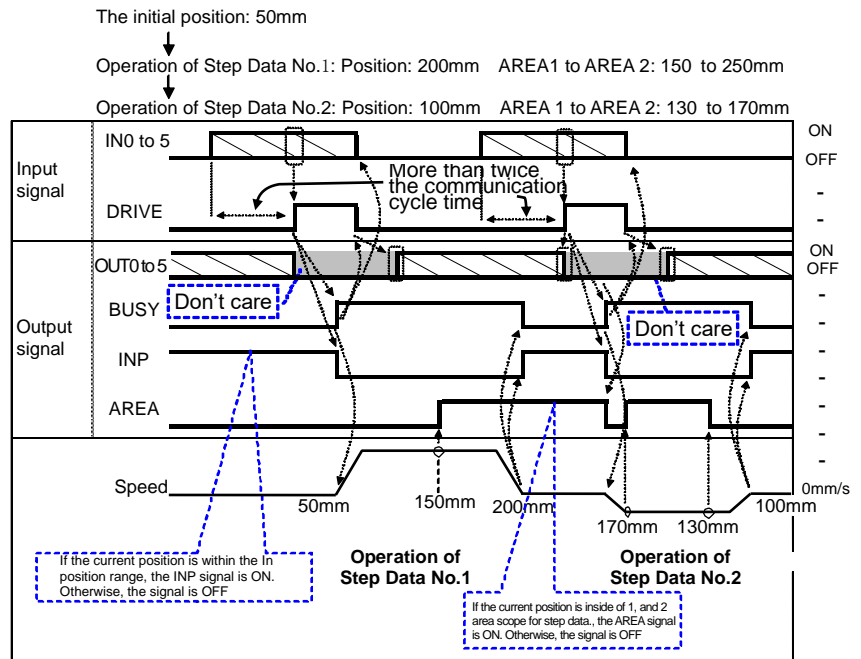 The initial position: 50mm
Operation of Step Data No.1: Position: 200mm AREA1 to AREA 2: 150 to 250mm
Operation of Step Data No.2: Position: 100mm AREA 1 to AREA 2: 130 to 170mm
Input
signal
IN0 to 5
ON
OFF
More than twice
the communication
cycle time
-
DRIVE
-
Output
signal
OUT0 to 5
ON
OFF
Don't care
BUSY
-
Don't care
-
INP
-
-
AREA
-
-
-
Speed
50mm
150mm
200mm
170mm
130mm
100mm
0mm/s
If the current position is within the In
position range, the INP signal is ON.
Otherwise, the signal is OFF
Operation of
Step Data No.1
Operation of
Step Data No.2
If the current position is inside of 1, and 2
area scope for step data., the AREA signal
is ON. Otherwise, the signal is OFF